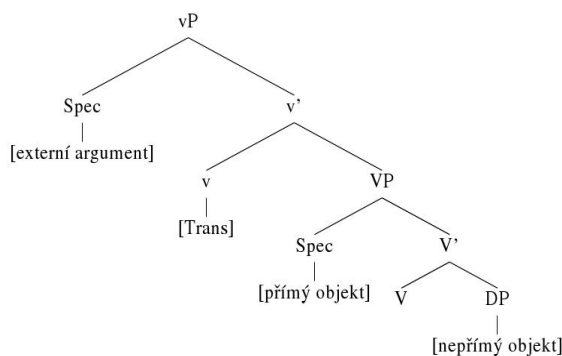 vP
Spec v’
[externí argument]
v VP
[Trans]
Spec V’
[přímý objekt] V DP
[nepřímý objekt]